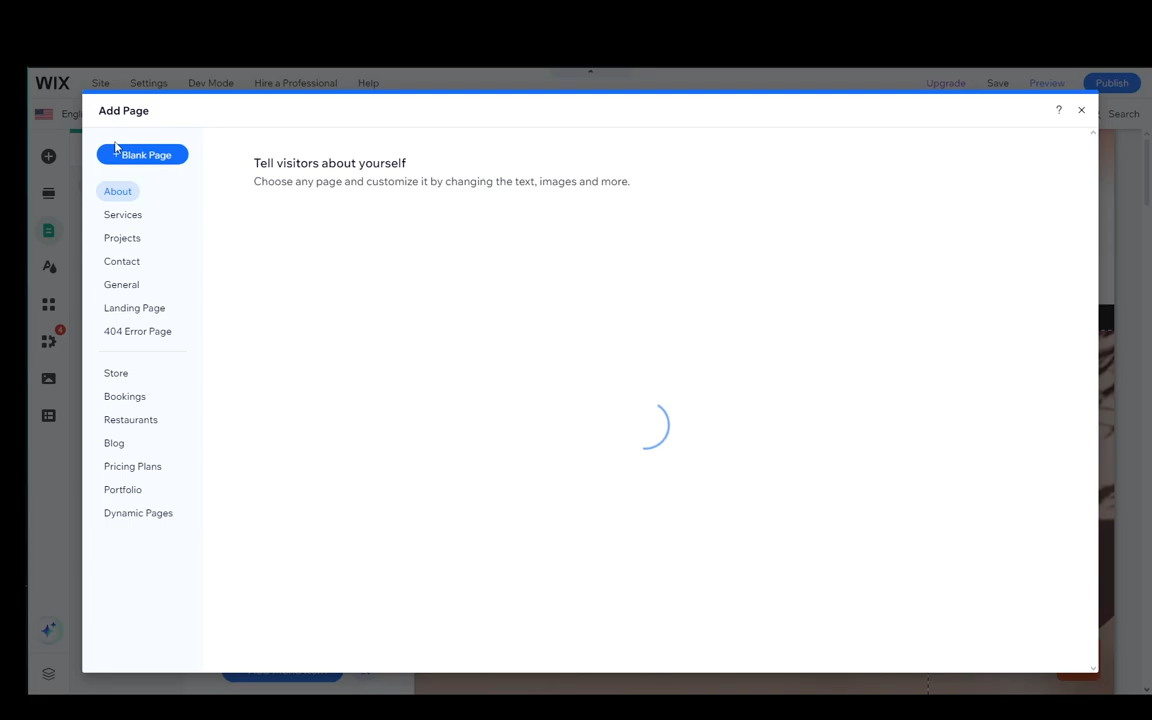 WIX Site Settings Dev Mode Hire a Professional Help Upgrade Save Preview Publish
Search
Add Page ? ×
+ Blank Page
About
Services
Projects
Contact
General
Landing Page
404 Error Page
Store
Bookings
Restaurants
Blog
Pricing Plans
Portfolio
Dynamic Pages
Tell visitors about yourself
Choose any page and customize it by changing the text, images and more.
4